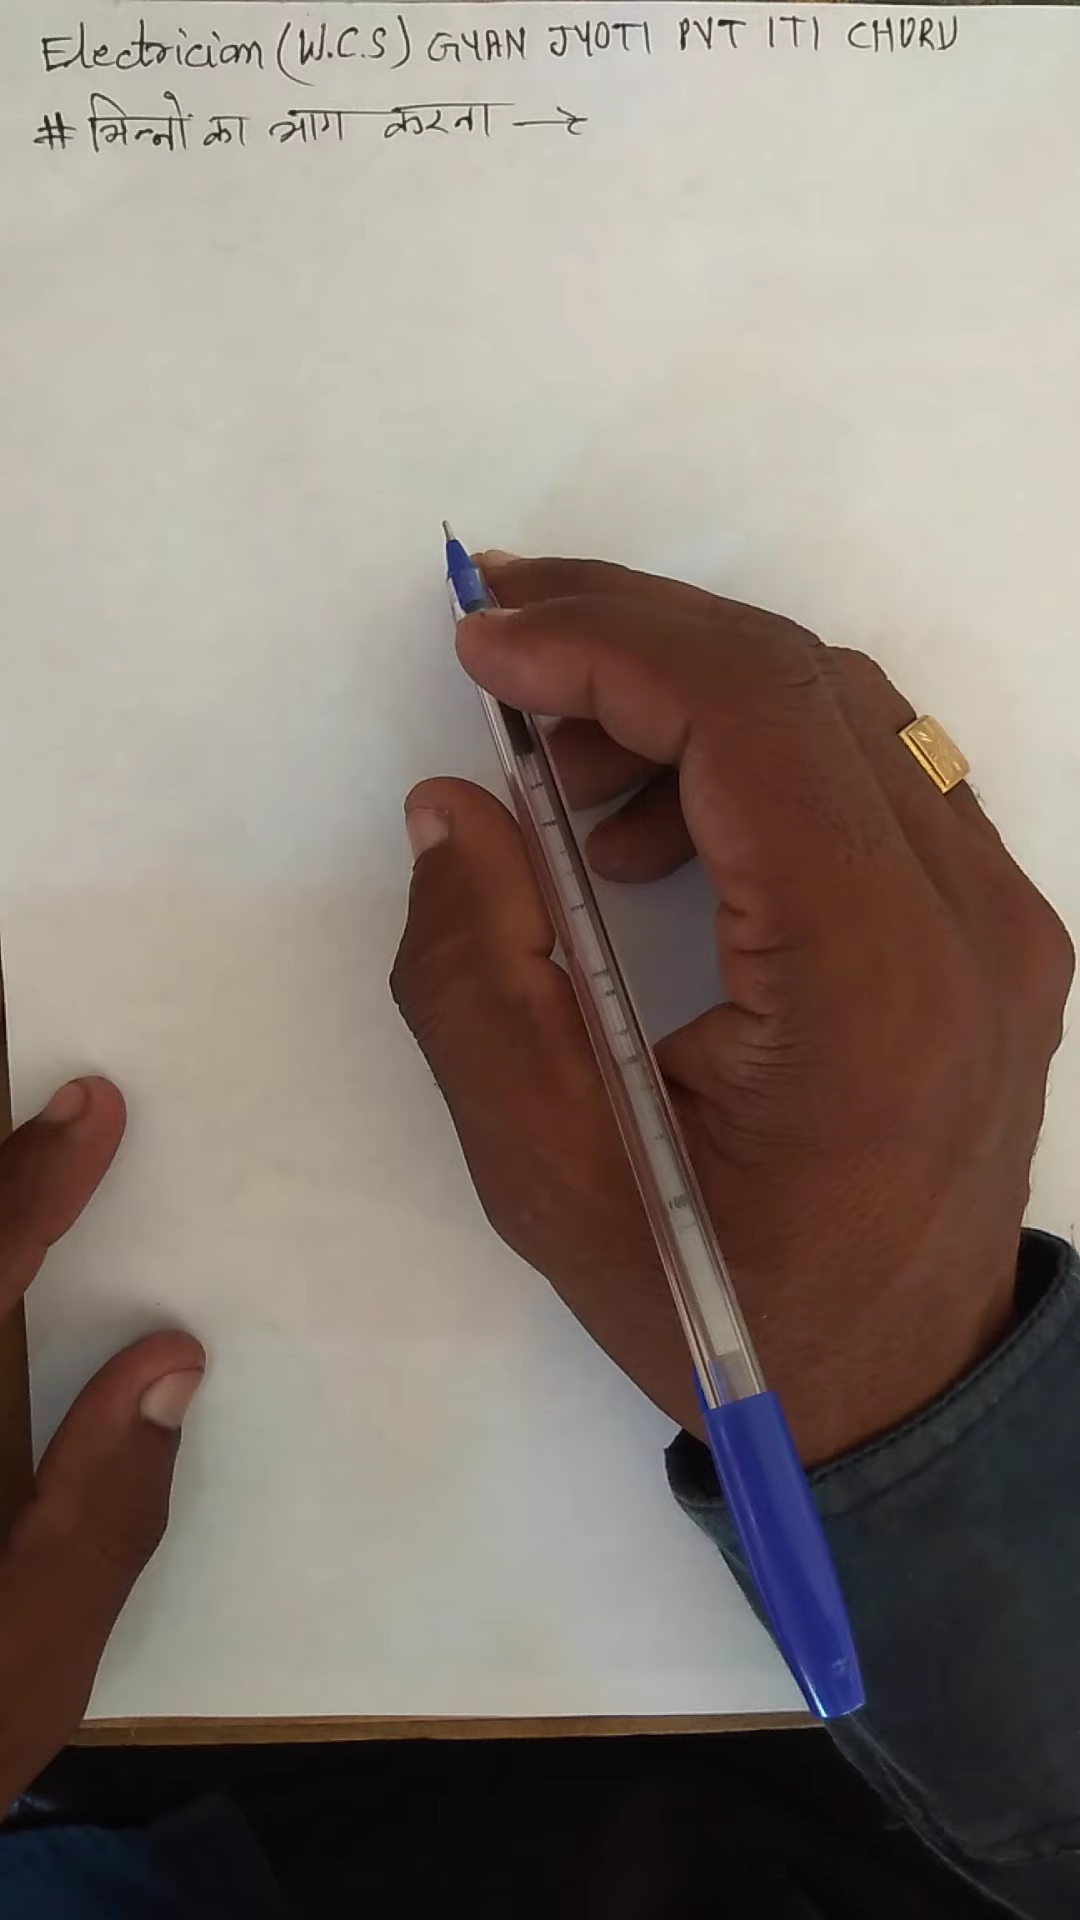 Electrician (W.C.S) GYAN JYOTI PVT ITI CHURU
# भिन्नों का भाग करना →